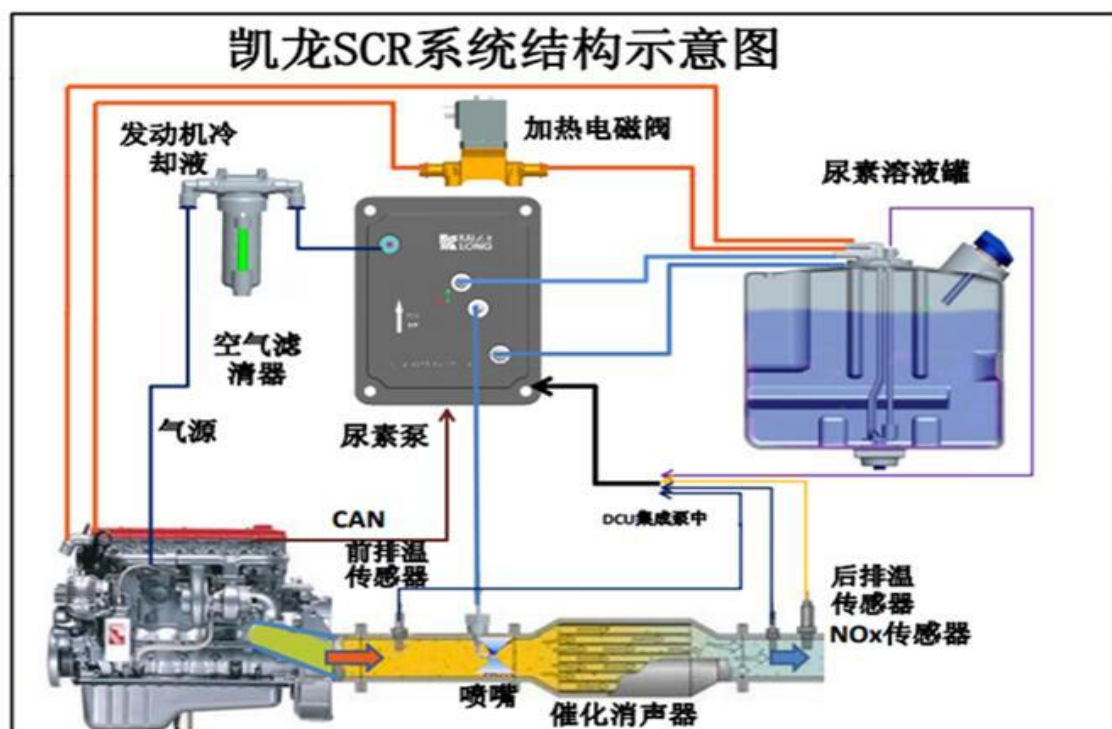 凯龙SCR系统结构示意图
发动机冷
却液
加热电磁阀
尿素溶液罐
空气滤
清器
气源
尿素泵
CAN
前排温
传感器
DCU集成泵中
后排温
传感器
NOx传感器
喷嘴
催化消声器